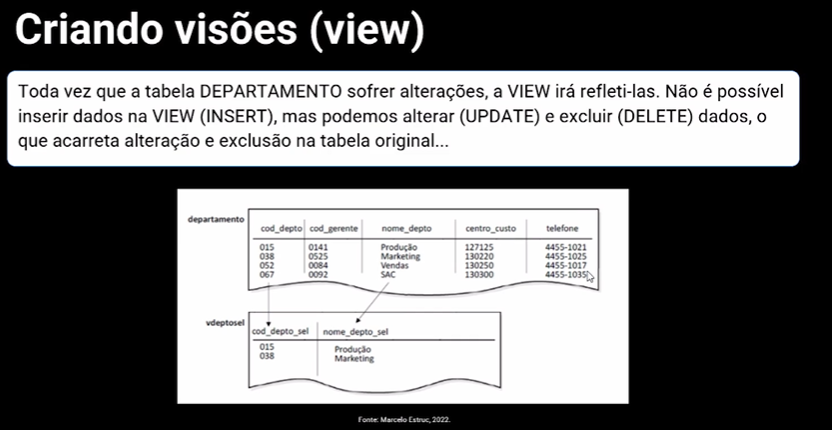 Criando visões (view)
Toda vez que a tabela DEPARTAMENTO sofrer alterações, a VIEW irá refleti-las. Não é possível
inserir dados na VIEW (INSERT), mas podemos alterar (UPDATE) e excluir (DELETE) dados, o
que acarreta alteração e exclusão na tabela original...
departamento
cod_depto cod_gerente nome_depto centro_custo telefone
015 0141 Produção 127125 4455-1021
038 0525 Marketing 130220 4455-1025
052 0084 Vendas 130250 4455-1017
067 0092 SAC 130300 4455-1035
vdeptosel
cod_depto_sel nome_depto_sel
015 Produção
038 Marketing
Fonte: Marcelo Estruc, 2022.